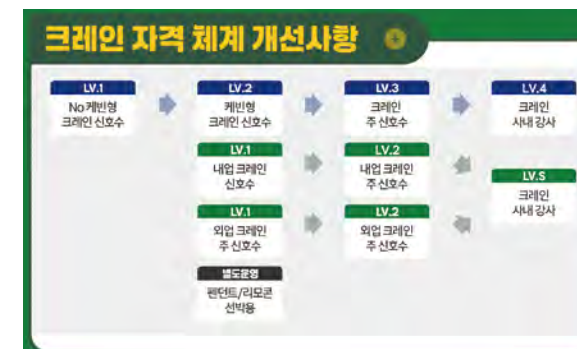 크레인 자격 체계 개선사항
LV.1
No케빈형
크레인 신호수
LV.2
케빈형
크레인 신호수
LV.3
크레인
주 신호수
LV.4
크레인
사내 강사
LV.1
내업 크레인
신호수
LV.2
내업 크레인
주 신호수
LV.S
크레인
사내 강사
LV.1
외업 크레인
주 신호수
LV.2
외업 크레인
주 신호수
별도운영
펜던트/리모콘
선박용